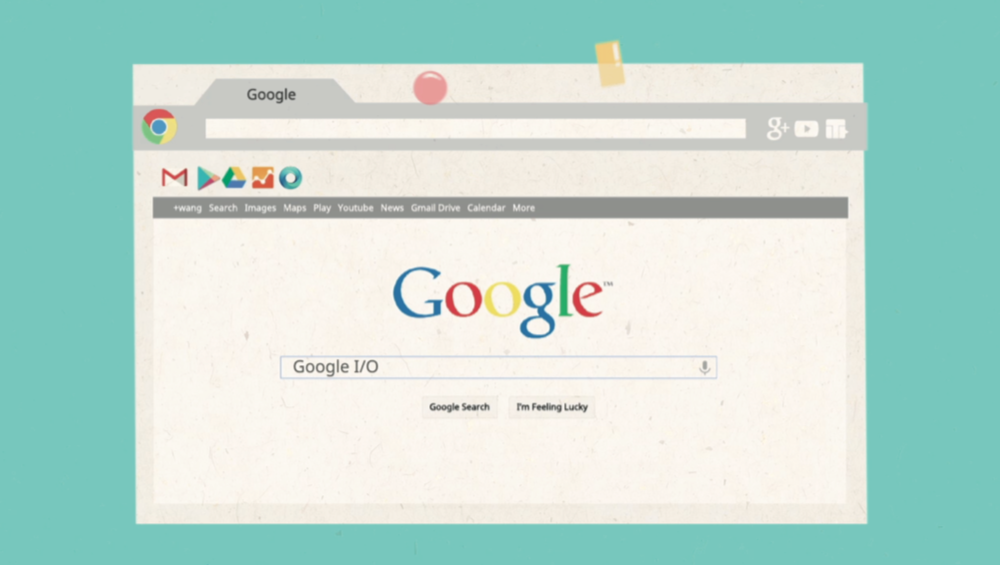 Google
+wang Search Images Maps Play Youtube News Gmail Drive Calendar More
Google™
Google I/O
Google Search I'm Feeling Lucky